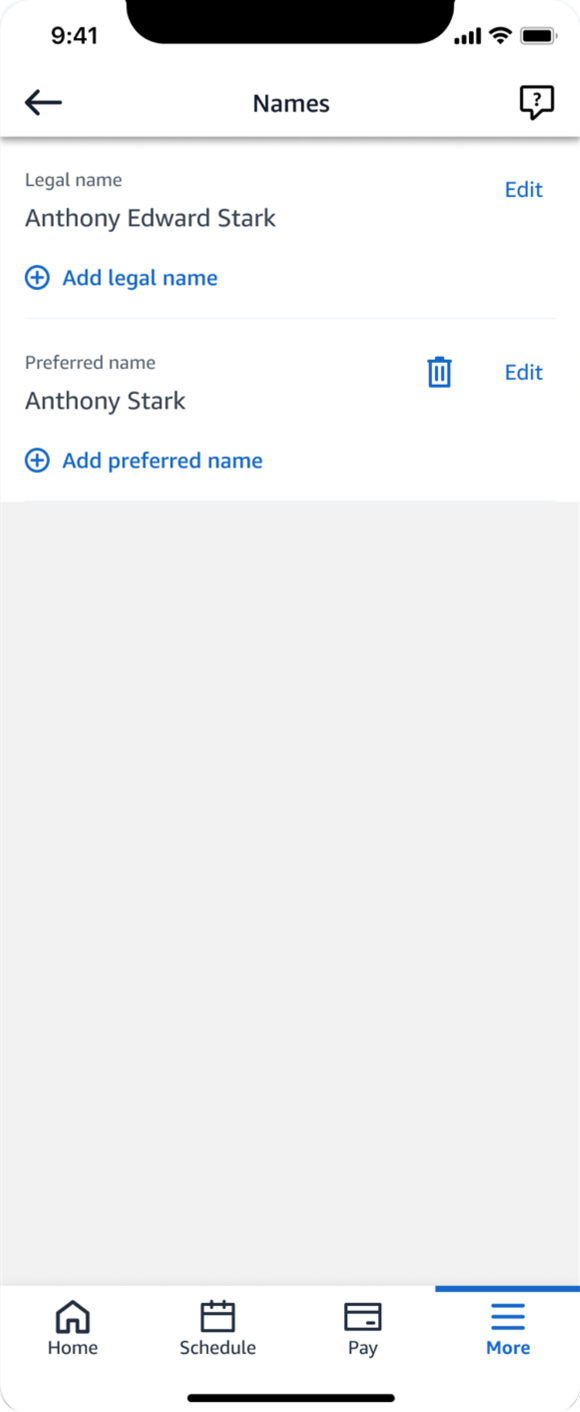 9:41
Names
?
Legal name
Edit
Anthony Edward Stark
Add legal name
Preferred name
Edit
Anthony Stark
Add preferred name
Home
Schedule
Pay
More